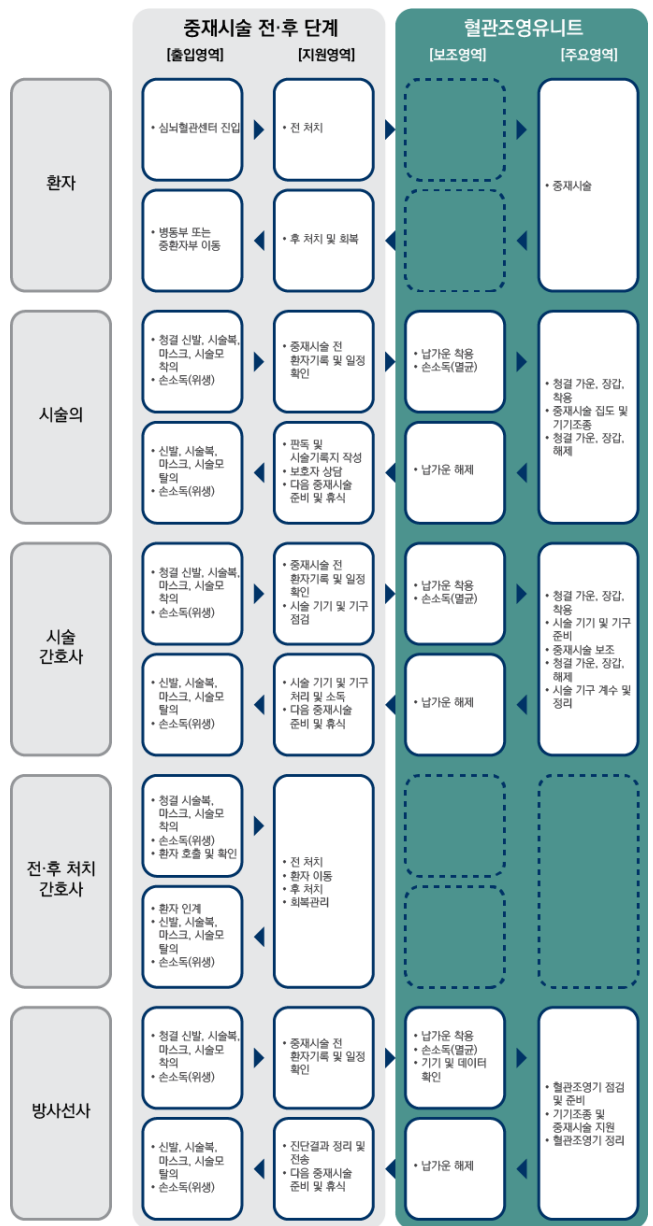 중재시술 전·후 단계
혈관조영유니트
[출입영역]
[지원영역]
[보조영역]
[주요영역]
환자
• 심뇌혈관센터 진입
• 전 처치
• 중재시술
• 병동부 또는
중환자부 이동
• 후 처치 및 회복
시술의
• 청결 신발, 시술복,
마스크, 시술모
착의
• 손소독(위생)
• 중재시술 전
환자기록 및 일정
확인
• 납가운 착용
• 손소독(멸균)
• 청결 가운, 장갑,
착용
• 중재시술 집도 및
기기조종
• 청결 가운, 장갑,
해제
• 신발, 시술복,
마스크, 시술모
탈의
• 손소독(위생)
• 판독 및
시술기록지 작성
• 보호자 상담
• 다음 중재시술
준비 및 휴식
• 납가운 해제
시술
간호사
• 청결 신발, 시술복,
마스크, 시술모
착의
• 손소독(위생)
• 중재시술 전
환자기록 및 일정
확인
• 시술 기기 및 기구
점검
• 납가운 착용
• 손소독(멸균)
• 청결 가운, 장갑,
착용
• 시술 기기 및 기구
준비
• 중재시술 보조
• 청결 가운, 장갑,
해제
• 시술 기구 계수 및
정리
• 신발, 시술복,
마스크, 시술모
탈의
• 손소독(위생)
• 시술 기기 및 기구
처리 및 소독
• 다음 중재시술
준비 및 휴식
• 납가운 해제
전·후 처치
간호사
• 청결 시술복,
마스크, 시술모
착의
• 손소독(위생)
• 환자 호출 및 확인
• 전 처치
• 환자 이동
• 후 처치
• 회복관리
• 환자 인계
• 신발, 시술복,
마스크, 시술모
탈의
• 손소독(위생)
방사선사
• 청결 신발, 시술복,
마스크, 시술모
착의
• 손소독(위생)
• 중재시술 전
환자기록 및 일정
확인
• 납가운 착용
• 손소독(멸균)
• 기기 및 데이터
확인
• 혈관조영기 점검
및 준비
• 기기조종 및
중재시술 지원
• 혈관조영기 정리
• 신발, 시술복,
마스크, 시술모
탈의
• 손소독(위생)
• 진단결과 정리 및
전송
• 다음 중재시술
준비 및 휴식
• 납가운 해제